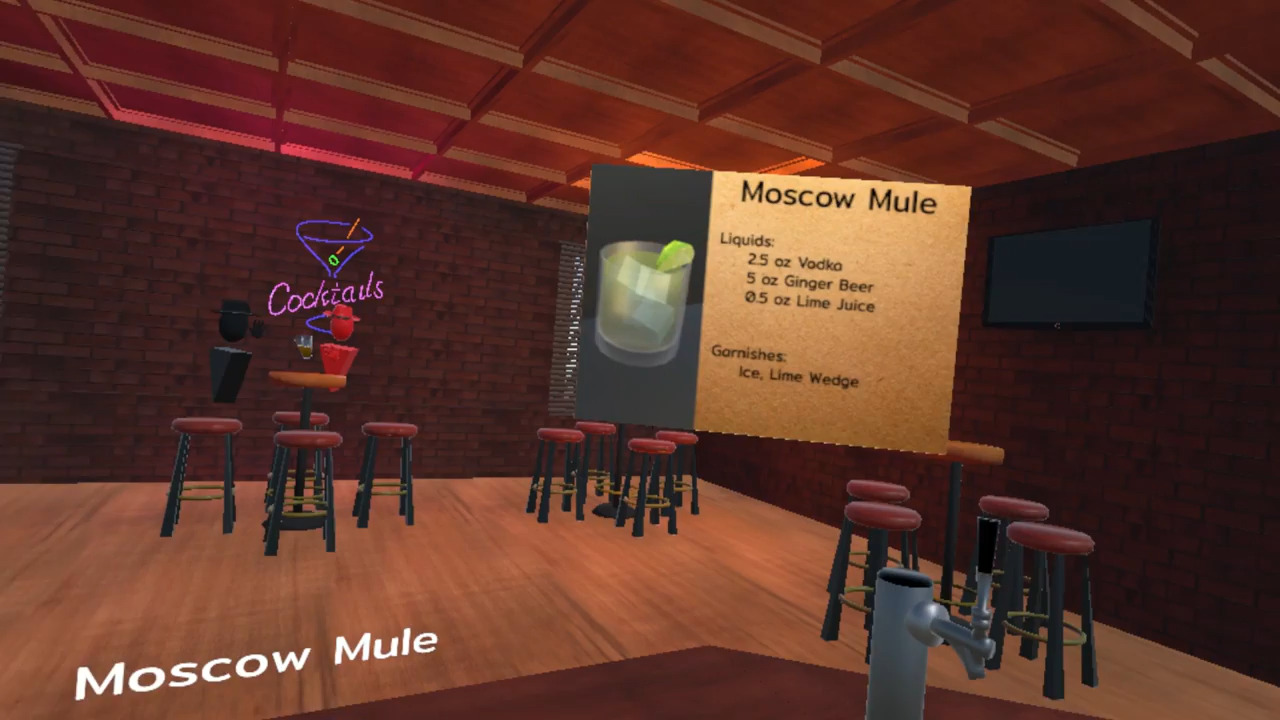 Cocktails
Moscow Mule
Liquids:
2.5 oz Vodka
5 oz Ginger Beer
0.5 oz Lime Juice
Garnishes:
Ice, Lime Wedge
Moscow Mule